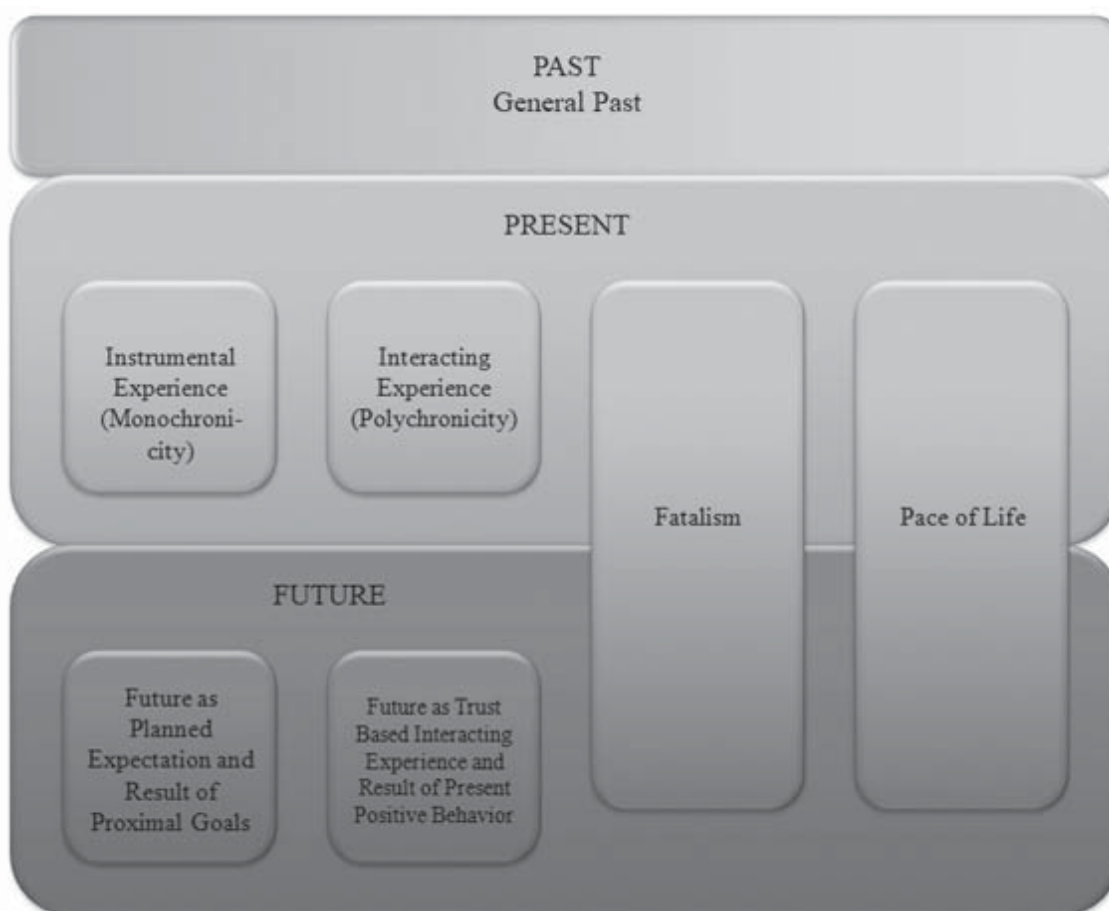 PAST
General Past
PRESENT
Instrumental
Experience
(Monochroni-
city)
Interacting
Experience
(Polychronicity)
Fatalism
Pace of Life
FUTURE
Future as
Planned
Expectation and
Result of
Proximal Goals
Future as Trust
Based Interacting
Experience and
Result of Present
Positive Behavior